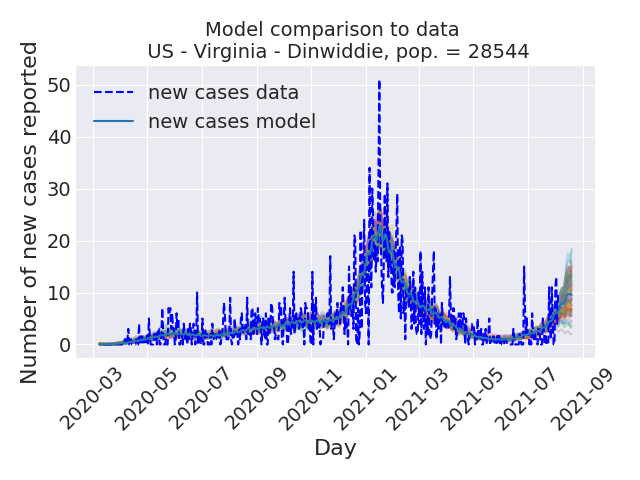 Model comparison to data
US - Virginia - Dinwiddie, pop. = 28544
Number of new cases reported
50
40
30
20
10
0
new cases data
new cases model
2020-03
2020-05
2020-07
2020-09
2020-11
2021-01
2021-03
2021-05
2021-07
2021-09
Day